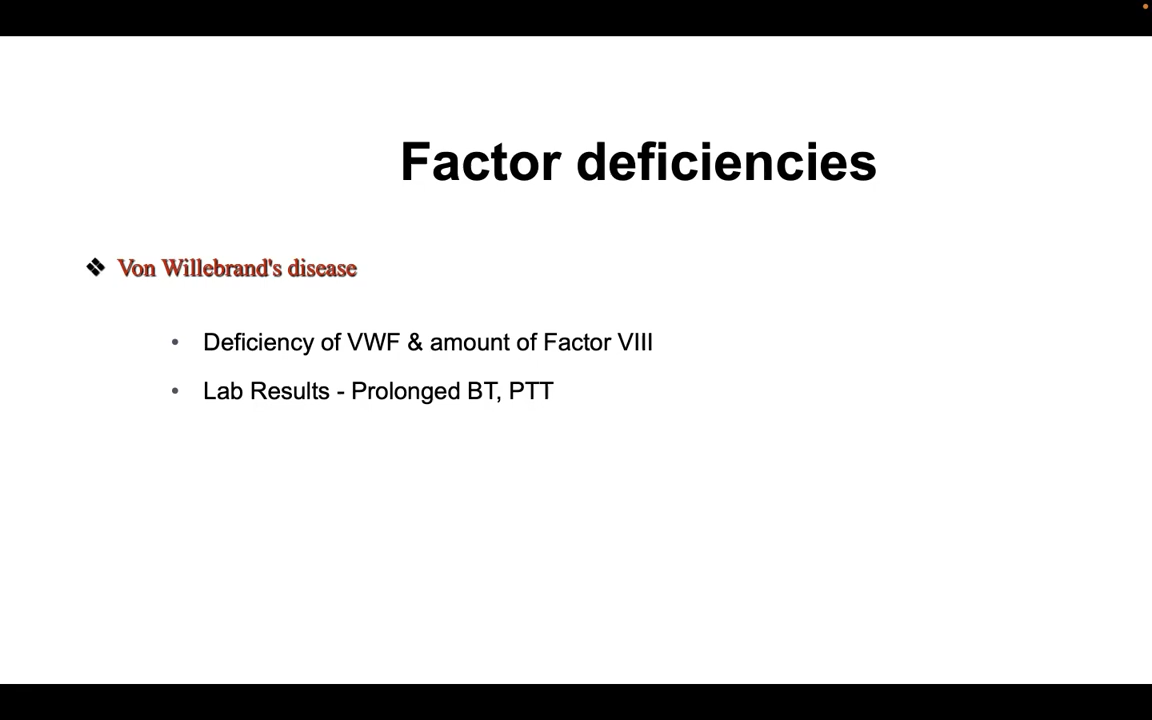 Factor deficiencies
❖ Von Willebrand's disease
• Deficiency of VWF & amount of Factor VIII
• Lab Results - Prolonged BT, PTT